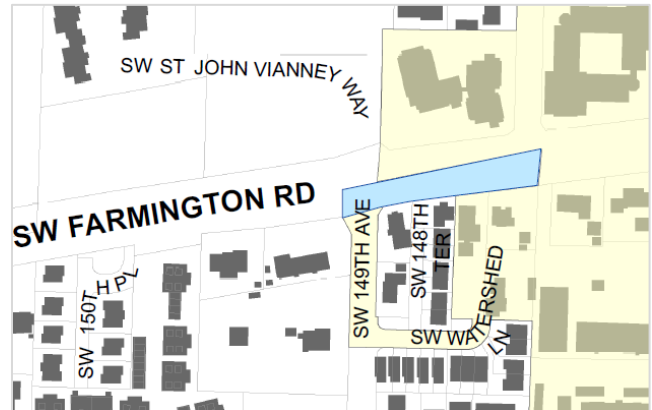 SW ST JOHN VIANNEY WAY
SW FARMINGTON RD
SW 149TH AVE
SW 148TH
TER
SW 150TH PL
SW WATERSHED
LN